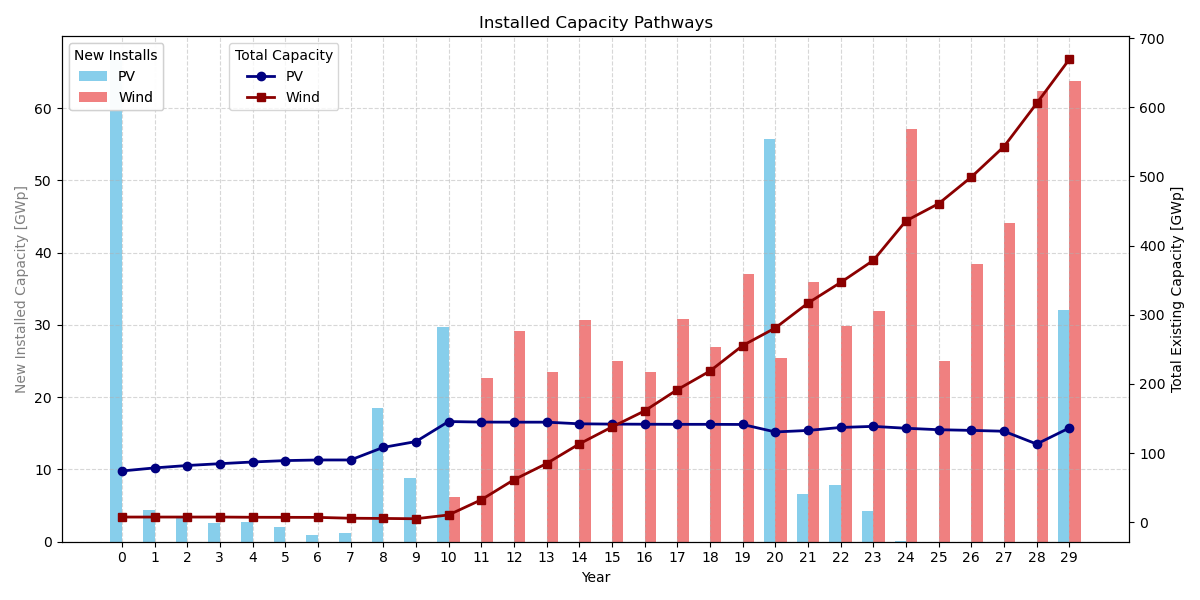 Installed Capacity Pathways
New Installs
PV
Wind
Total Capacity
PV
Wind
New Installed Capacity [GWp]
60
50
40
30
20
10
0
Total Existing Capacity [GWp]
700
600
500
400
300
200
100
0
0 1 2 3 4 5 6 7 8 9 10 11 12 13 14 15 16 17 18 19 20 21 22 23 24 25 26 27 28 29
Year